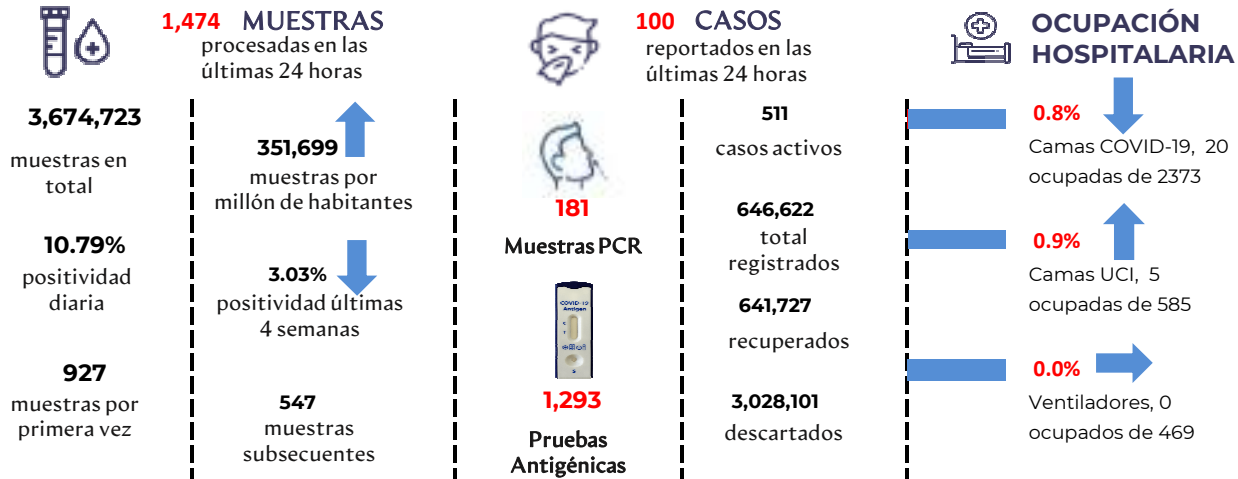 1,474 MUESTRAS
procesadas en las
últimas 24 horas
3,674,723
muestras en
total
10.79%
positividad
diaria
927
muestras por
primera vez
351,699
muestras por
millón de habitantes
3.03%
positividad últimas
4 semanas
547
muestras
subsecuentes
100 CASOS
reportados en las
últimas 24 horas
181
Muestras PCR
COVID-19
Antigen
C
T
S
1,293
Pruebas
Antigénicas
511
casos activos
646,622
total
registrados
641,727
recuperados
3,028,101
descartados
OCUPACIÓN
HOSPITALARIA
0.8%
Camas COVID-19, 20
ocupadas de 2373
0.9%
Camas UCI, 5
ocupadas de 585
0.0%
Ventiladores, 0
ocupados de 469